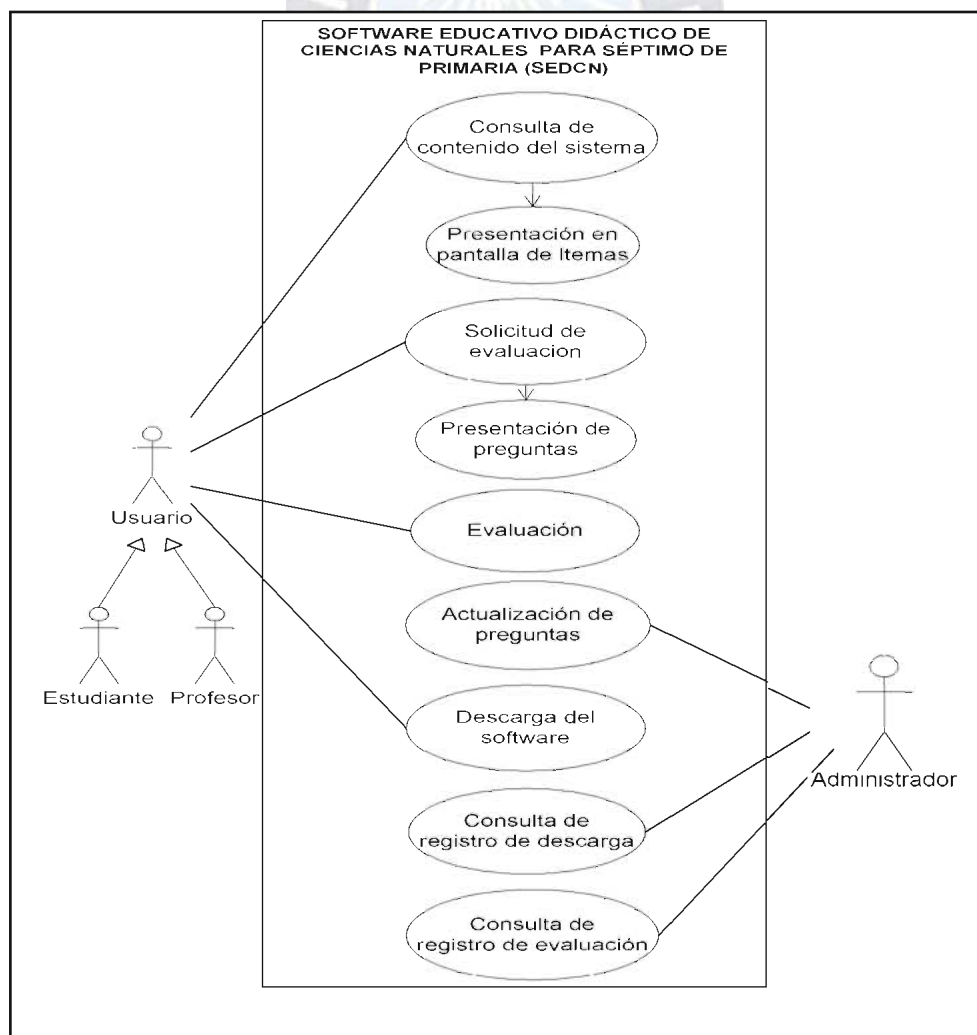 SOFTWARE EDUCATIVO DIDÁCTICO DE
CIENCIAS NATURALES PARA SÉPTIMO DE
PRIMARIA (SEDCN)
Consulta de
contenido del sistema
Presentación en
pantalla de Itemas
Solicitud de
evaluacion
Presentación de
preguntas
Usuario
Evaluación
Actualización de
preguntas
Estudiante
Profesor
Descarga del
software
Administrador
Consulta de
registro de descarga
Consulta de
registro de evaluación